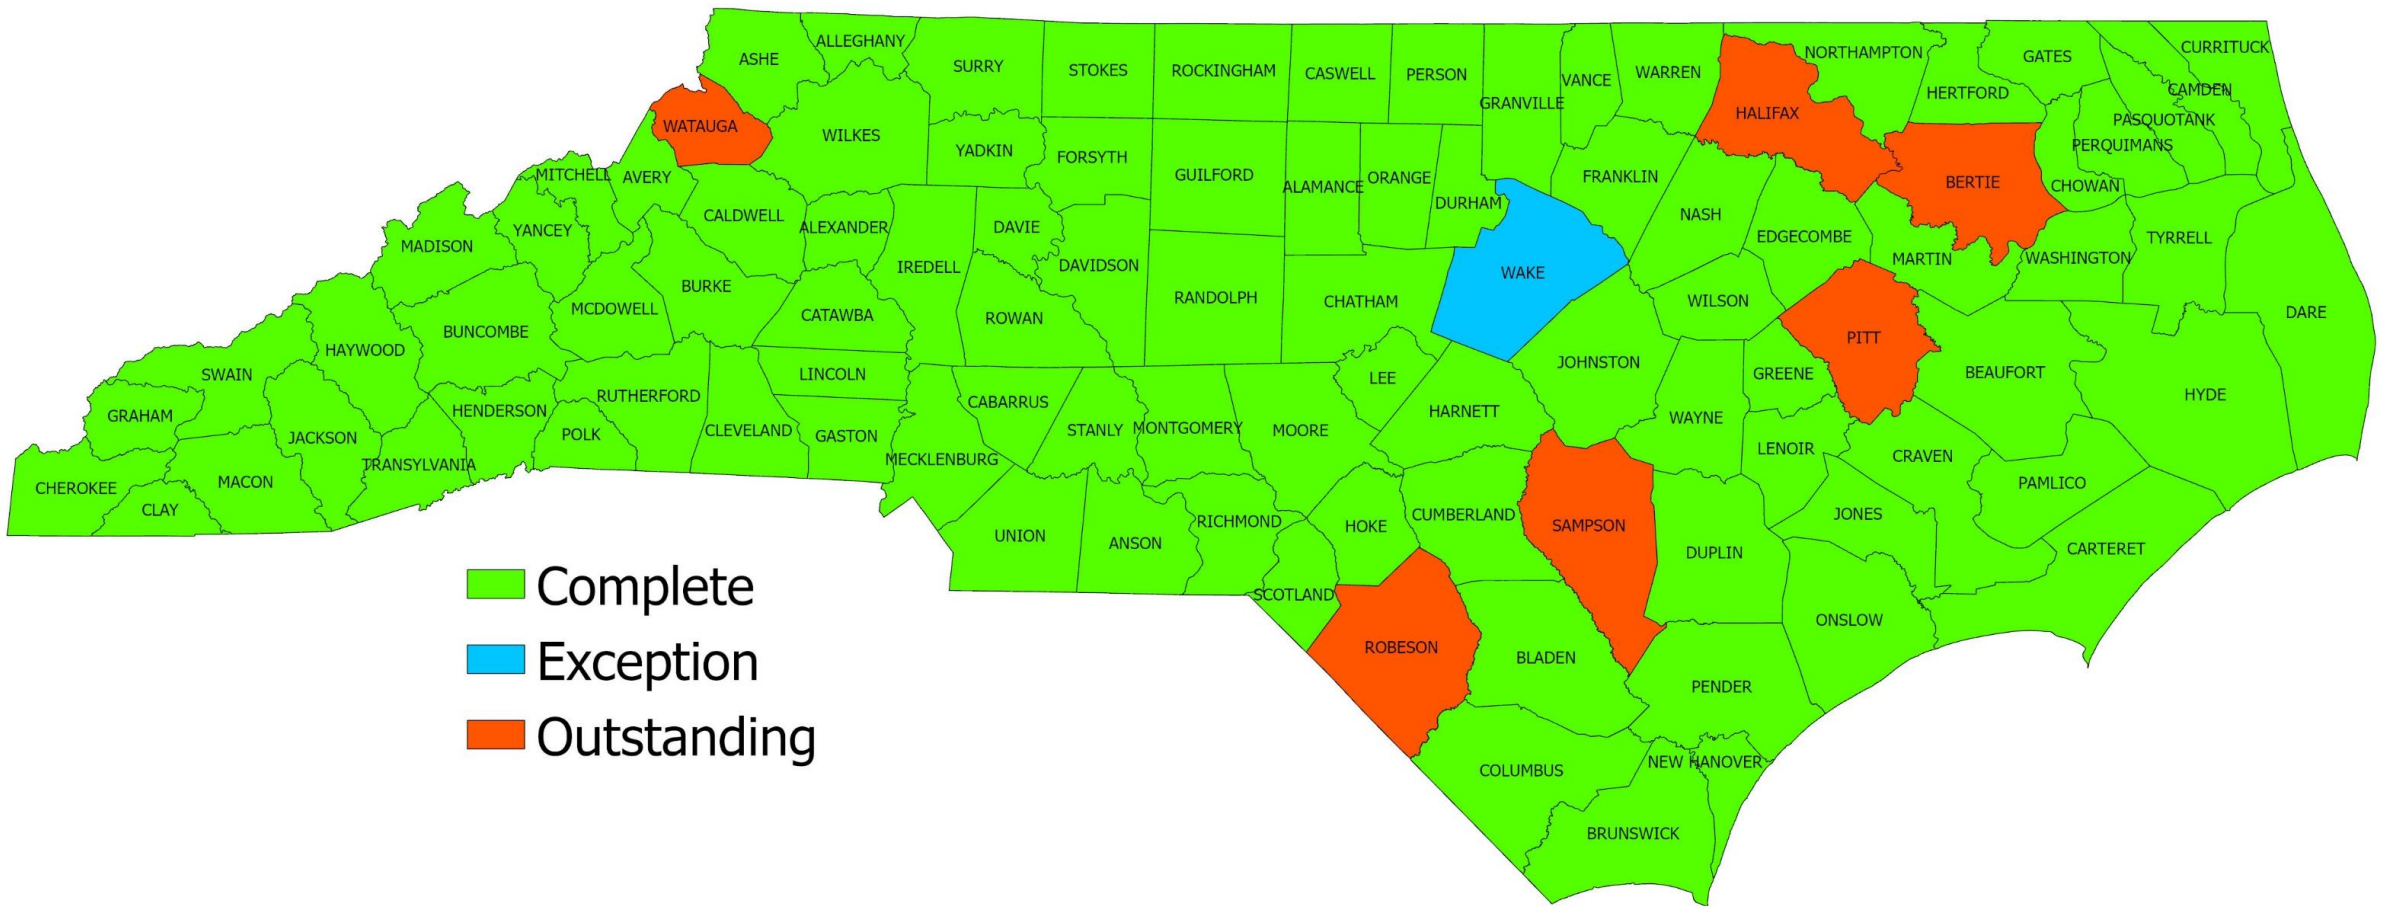 ALLEGHANY
ASHE
SURRY
STOKES
ROCKINGHAM
CASWELL
PERSON
GRANVILLE
VANCE
WARREN
NORTHAMPTON
GATES
CURRITUCK
CAMDEN
HERTFORD
HALIFAX
PASQUOTANK
PERQUIMANS
WATAUGA
WILKES
YADKIN
FORSYTH
GUILFORD
ALAMANCE
ORANGE
DURHAM
FRANKLIN
NASH
BERTIE
CHOWAN
MITCHELL
AVERY
CALDWELL
ALEXANDER
DAVIE
YANCEY
MADISON
IREDELL
DAVIDSON
EDGECOMBE
MARTIN
WASHINGTON
TYRRELL
WAKE
BURKE
MCDOWELL
CATAWBA
ROWAN
RANDOLPH
CHATHAM
WILSON
DARE
BUNCOMBE
HAYWOOD
SWAIN
PITT
JOHNSTON
GREENE
BEAUFORT
HYDE
LINCOLN
LEE
GRAHAM
RUTHERFORD
HENDERSON
CABARRUS
HARNETT
WAYNE
JACKSON
POLK
CLEVELAND
GASTON
STANLY
MONTGOMERY
MOORE
LENOIR
CRAVEN
TRANSYLVANIA
MECKLENBURG
CHEROKEE
MACON
PAMLICO
CLAY
UNION
ANSON
RICHMOND
HOKE
CUMBERLAND
SAMPSON
DUPLIN
JONES
CARTERET
SCOTLAND
ONSLOW
ROBESON
BLADEN
PENDER
COLUMBUS
NEW HANOVER
BRUNSWICK
Complete
Exception
Outstanding